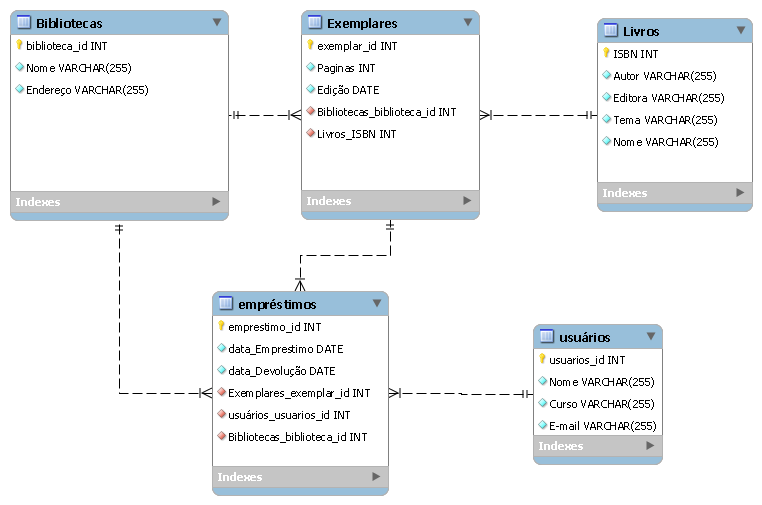 Bibliotecas
biblioteca_id INT
Nome VARCHAR(255)
Endereço VARCHAR(255)
Indexes
Exemplares
exemplar_id INT
Paginas INT
Edição DATE
Bibliotecas_biblioteca_id INT
Livros_ISBN INT
Indexes
Livros
ISBN INT
Autor VARCHAR(255)
Editora VARCHAR(255)
Tema VARCHAR(255)
Nome VARCHAR(255)
Indexes
empréstimos
emprestimo_id INT
data_Emprestimo DATE
data_Devolução DATE
Exemplares_exemplar_id INT
usuários_usuarios_id INT
Bibliotecas_biblioteca_id INT
Indexes
usuários
usuarios_id INT
Nome VARCHAR(255)
Curso VARCHAR(255)
E-mail VARCHAR(255)
Indexes